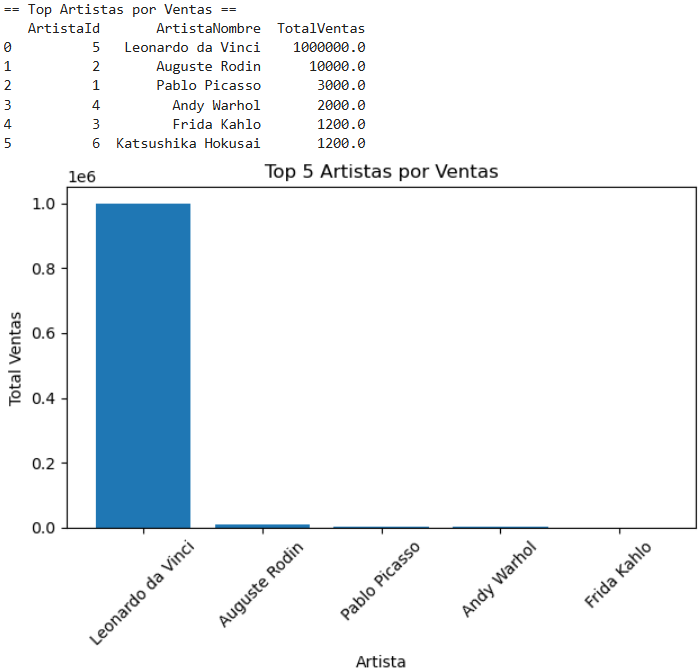 == Top Artistas por Ventas ==
ArtistaId ArtistaNombre TotalVentas
0 5 Leonardo da Vinci 1000000.0
1 2 Auguste Rodin 10000.0
2 1 Pablo Picasso 3000.0
3 4 Andy Warhol 2000.0
4 3 Frida Kahlo 1200.0
5 6 Katsushika Hokusai 1200.0
Top 5 Artistas por Ventas
1e6
1.0
0.8
0.6
0.4
0.2
0.0
Total Ventas
Leonardo da Vinci
Auguste Rodin
Pablo Picasso
Andy Warhol
Frida Kahlo
Artista